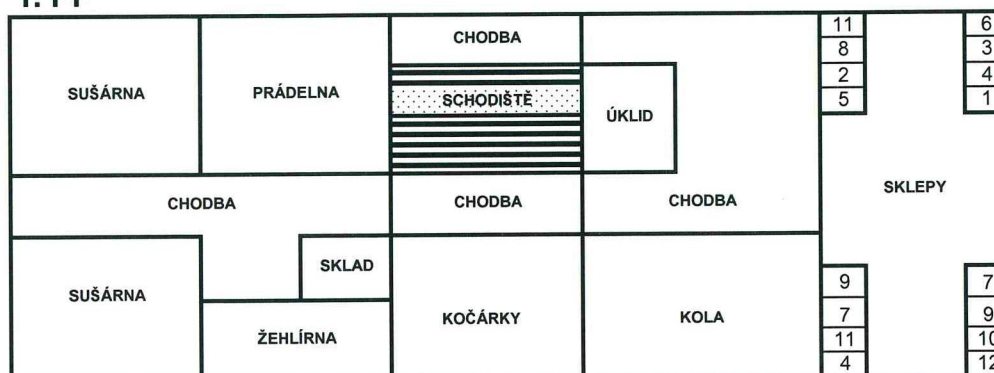 CHODBA
SUŠÁRNA
PRÁDELNA
SCHODIŠTĚ
ÚKLID
11
8
2
5
6
3
4
1
SKLEPY
CHODBA
CHODBA
CHODBA
SUŠÁRNA
SKLAD
ŽEHLÍRNA
KOČÁRKY
KOLA
9
7
11
4
7
9
10
12